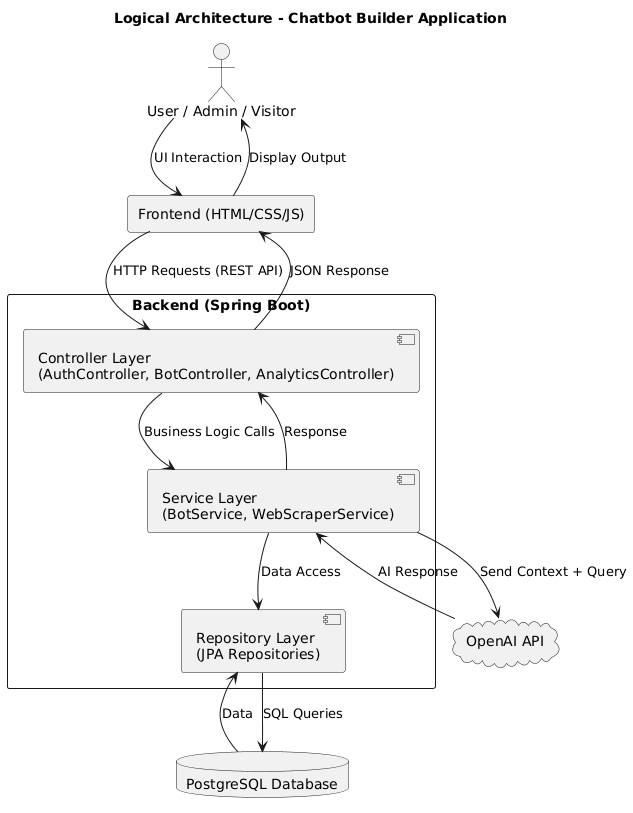 Logical Architecture - Chatbot Builder Application
User / Admin / Visitor
UI Interaction
Display Output
Frontend (HTML/CSS/JS)
HTTP Requests (REST API)
JSON Response
Backend (Spring Boot)
Controller Layer
(AuthController, BotController, AnalyticsController)
Business Logic Calls
Response
Service Layer
(BotService, WebScraperService)
Data Access
AI Response
Send Context + Query
Repository Layer
(JPA Repositories)
OpenAI API
Data
SQL Queries
PostgreSQL Database